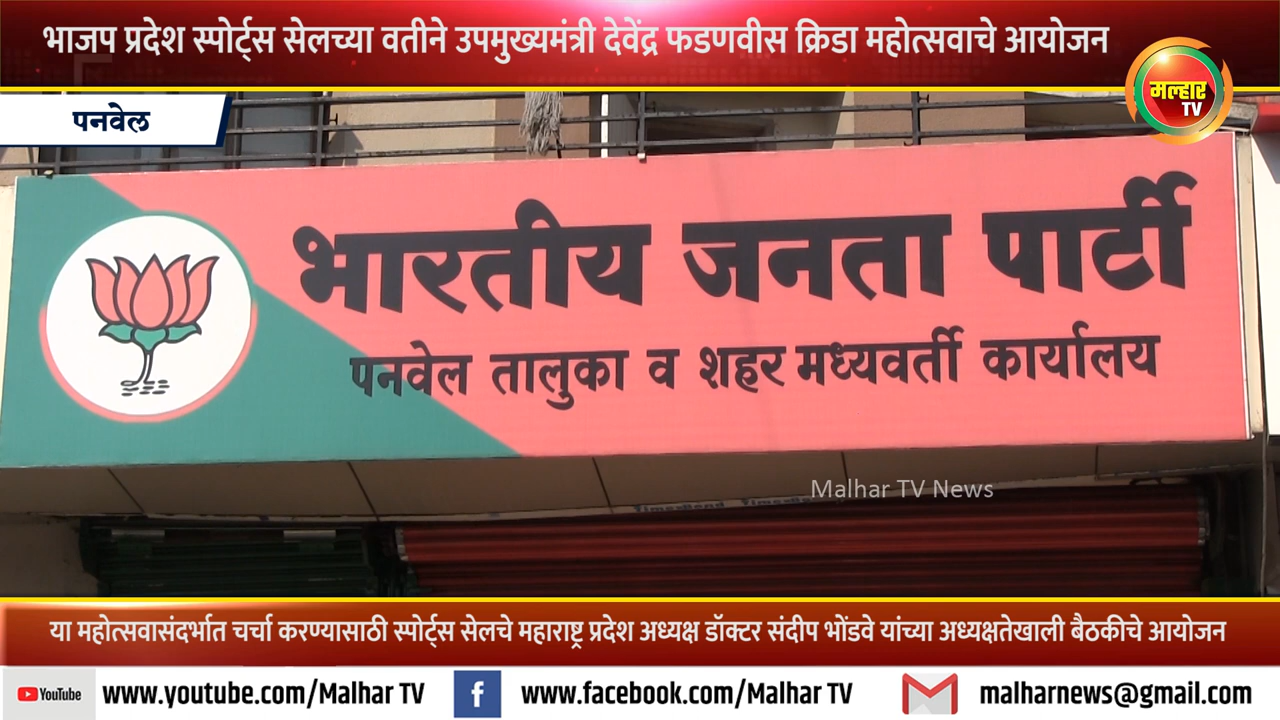 भाजप प्रदेश स्पोर्ट्स सेलच्या वतीने उपमुख्यमंत्री देवेंद्र फडणवीस क्रिडा महोत्सवाचे आयोजन
मल्हार
TV
पनवेल
भारतीय जनता पार्टी
पनवेल तालुका व शहर मध्यवर्ती कार्यालय
Malhar TV News
या महोत्सवासंदर्भात चर्चा करण्यासाठी स्पोर्ट्स सेलचे महाराष्ट्र प्रदेश अध्यक्ष डॉक्टर संदीप भोंडवे यांच्या अध्यक्षतेखाली बैठकीचे आयोजन
YouTube www.youtube.com/Malhar TV www.facebook.com/Malhar TV malharnews@gmail.com